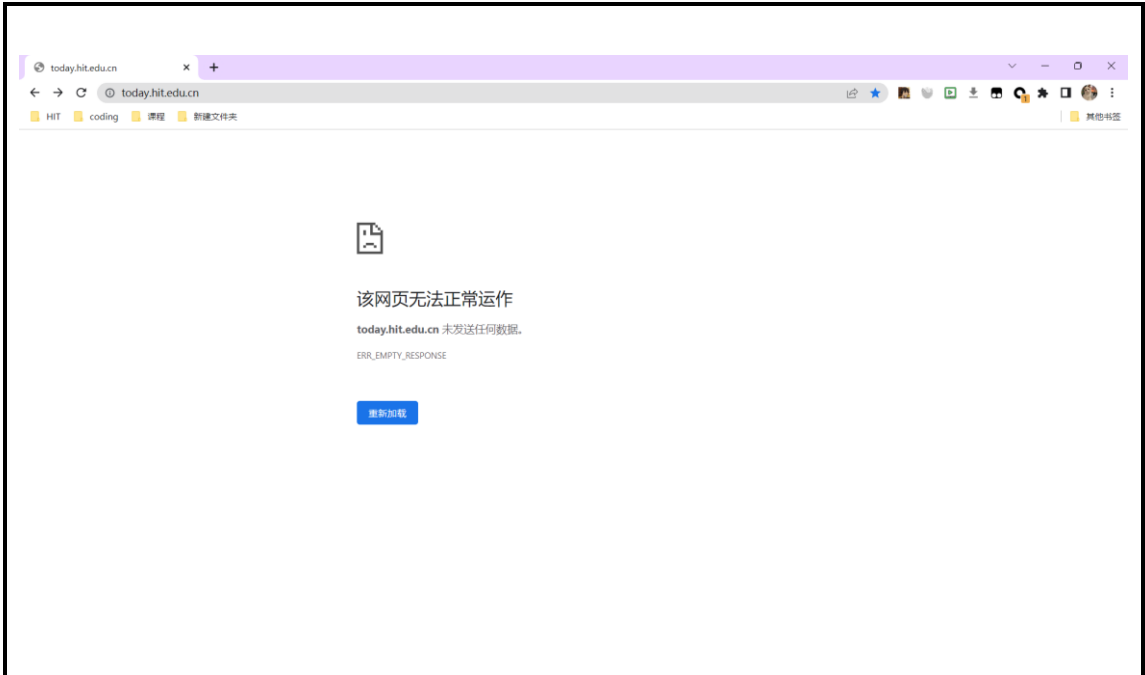 today.hit.edu.cn
today.hit.edu.cn
HIT coding 课程 新建文件夹 其他书签
该网页无法正常运作
today.hit.edu.cn 未发送任何数据。
ERR_EMPTY_RESPONSE
重新加载